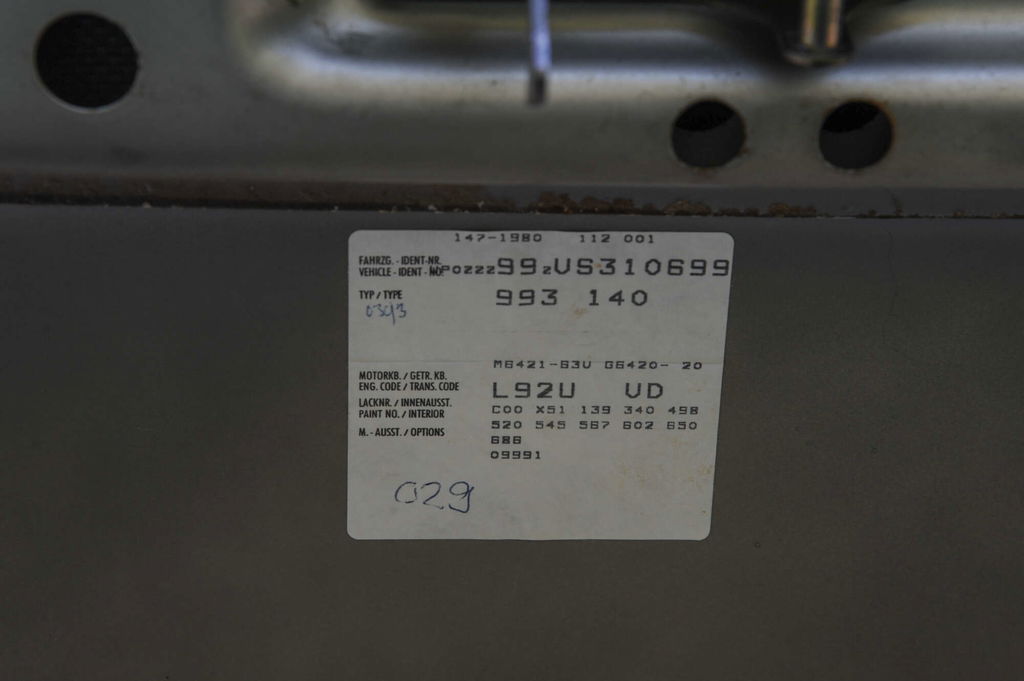 147-1980 112 001
FAHRZG. - IDENT-NR.
VEHICLE - IDENT - NO. WP0ZZZ99ZVS310699
TYP / TYPE 993 140
M6421-63U G6420- 20
MOTORKB. / GETR. KB.
ENG. CODE / TRANS. CODE L92U VD
LACKNR. / INNENAUSST. C00 X51 139 340 498
PAINT NO. / INTERIOR 520 545 567 602 650
M. - AUSST. / OPTIONS 686
09991
029